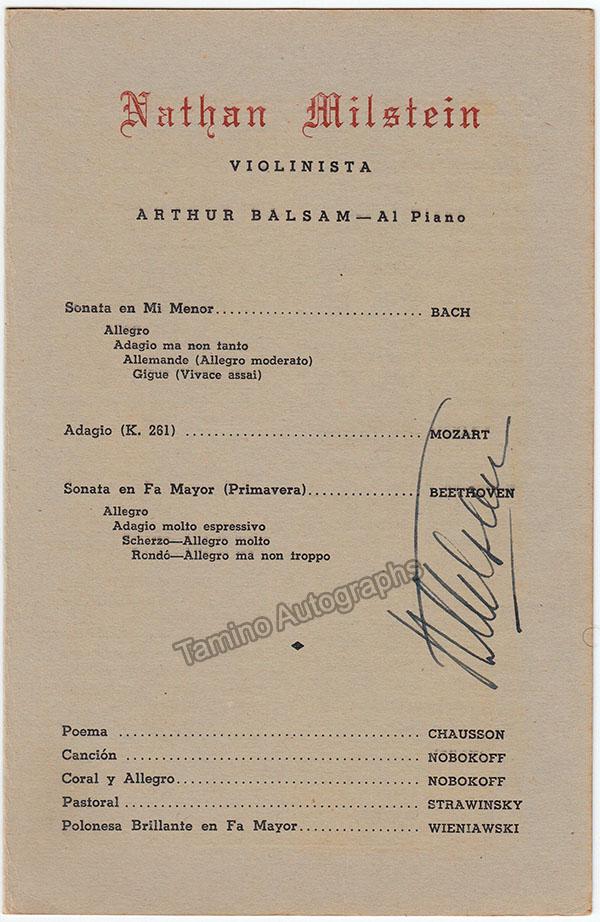 Nathan Milstein
VIOLINISTA
ARTHUR BALSAM—Al Piano
Sonata en Mi Menor.............................. BACH
Allegro
Adagio ma non tanto
Allemande (Allegro moderato)
Gigue (Vivace assai)
Adagio (K. 261) .................................. MOZART
Sonata en Fa Mayor (Primavera)................ BEETHOVEN
Allegro
Adagio molto espressivo
Scherzo—Allegro molto
Rondó—Allegro ma non troppo
NMilstein
Tamino Autographs
Poema ........................................... CHAUSSON
Canción .......................................... NOBOKOFF
Coral y Allegro................................... NOBOKOFF
Pastoral .......................................... STRAWINSKY
Polonesa Brillante en Fa Mayor................. WIENIAWSKI